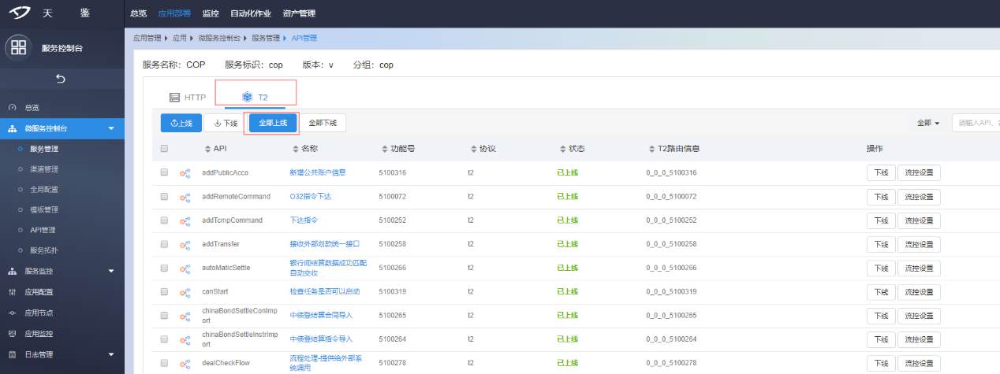 天 鉴
总览 应用部署 监控 自动化作业 资产管理
服务控制台
应用管理 应用 微服务控制台 服务管理 API管理
服务名称: COP 服务标识: cop 版本: v 分组: cop
HTTP T2
上线 下线 全部上线 全部下线 全部 请输入API、
API 名称 功能号 协议 状态 T2路由信息 操作
addPublicAcco 新增公共账户信息 5100316 t2 已上线 0_0_0_5100316 下线 流控设置
addRemoteCommand O32指令下达 5100072 t2 已上线 0_0_0_5100072 下线 流控设置
addTcmpCommand 下达指令 5100252 t2 已上线 0_0_0_5100252 下线 流控设置
addTransfer 接收外部划款统一接口 5100258 t2 已上线 0_0_0_5100258 下线 流控设置
autoMaticSettle 银行间结算数据成功匹配
自动交收 5100266 t2 已上线 0_0_0_5100266 下线 流控设置
canStart 检查任务是否可以启动 5100319 t2 已上线 0_0_0_5100319 下线 流控设置
chinaBondSettleConImp
ort 中债登结算合同导入 5100265 t2 已上线 0_0_0_5100265 下线 流控设置
chinaBondSettleInstrImp
ort 中债登结算指令导入 5100264 t2 已上线 0_0_0_5100264 下线 流控设置
dealCheckFlow 流程处理-提供给外部系
统调用 5100278 t2 已上线 0_0_0_5100278 下线 流控设置
总览
微服务控制台
服务管理
渠道管理
全局配置
模板管理
API管理
服务拓扑
服务监控
应用配置
应用节点
应用监控
日志管理